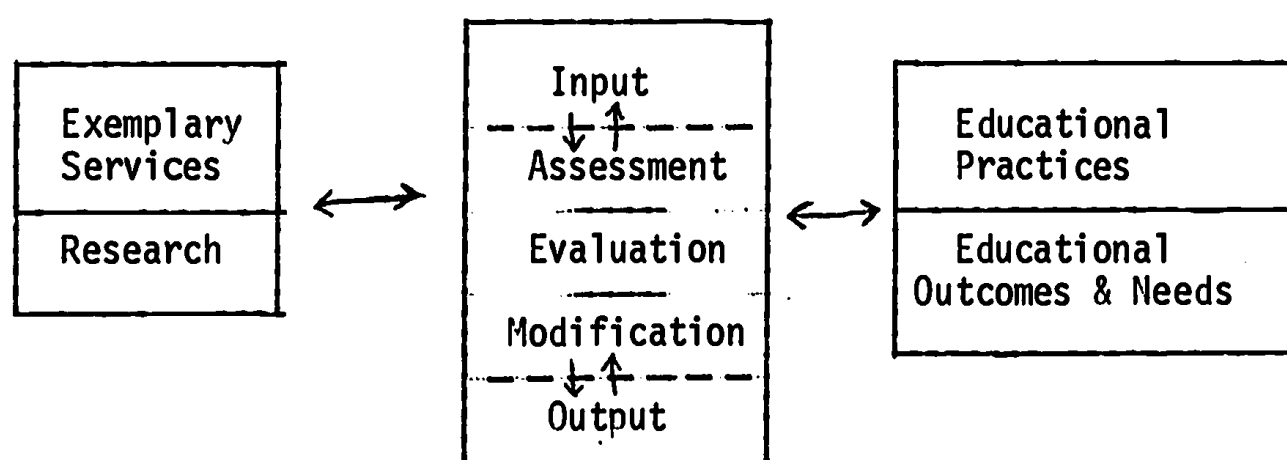 Exemplary
Services
Research
Input
Assessment
Evaluation
Modification
Output
Educational
Practices
Educational
Outcomes & Needs